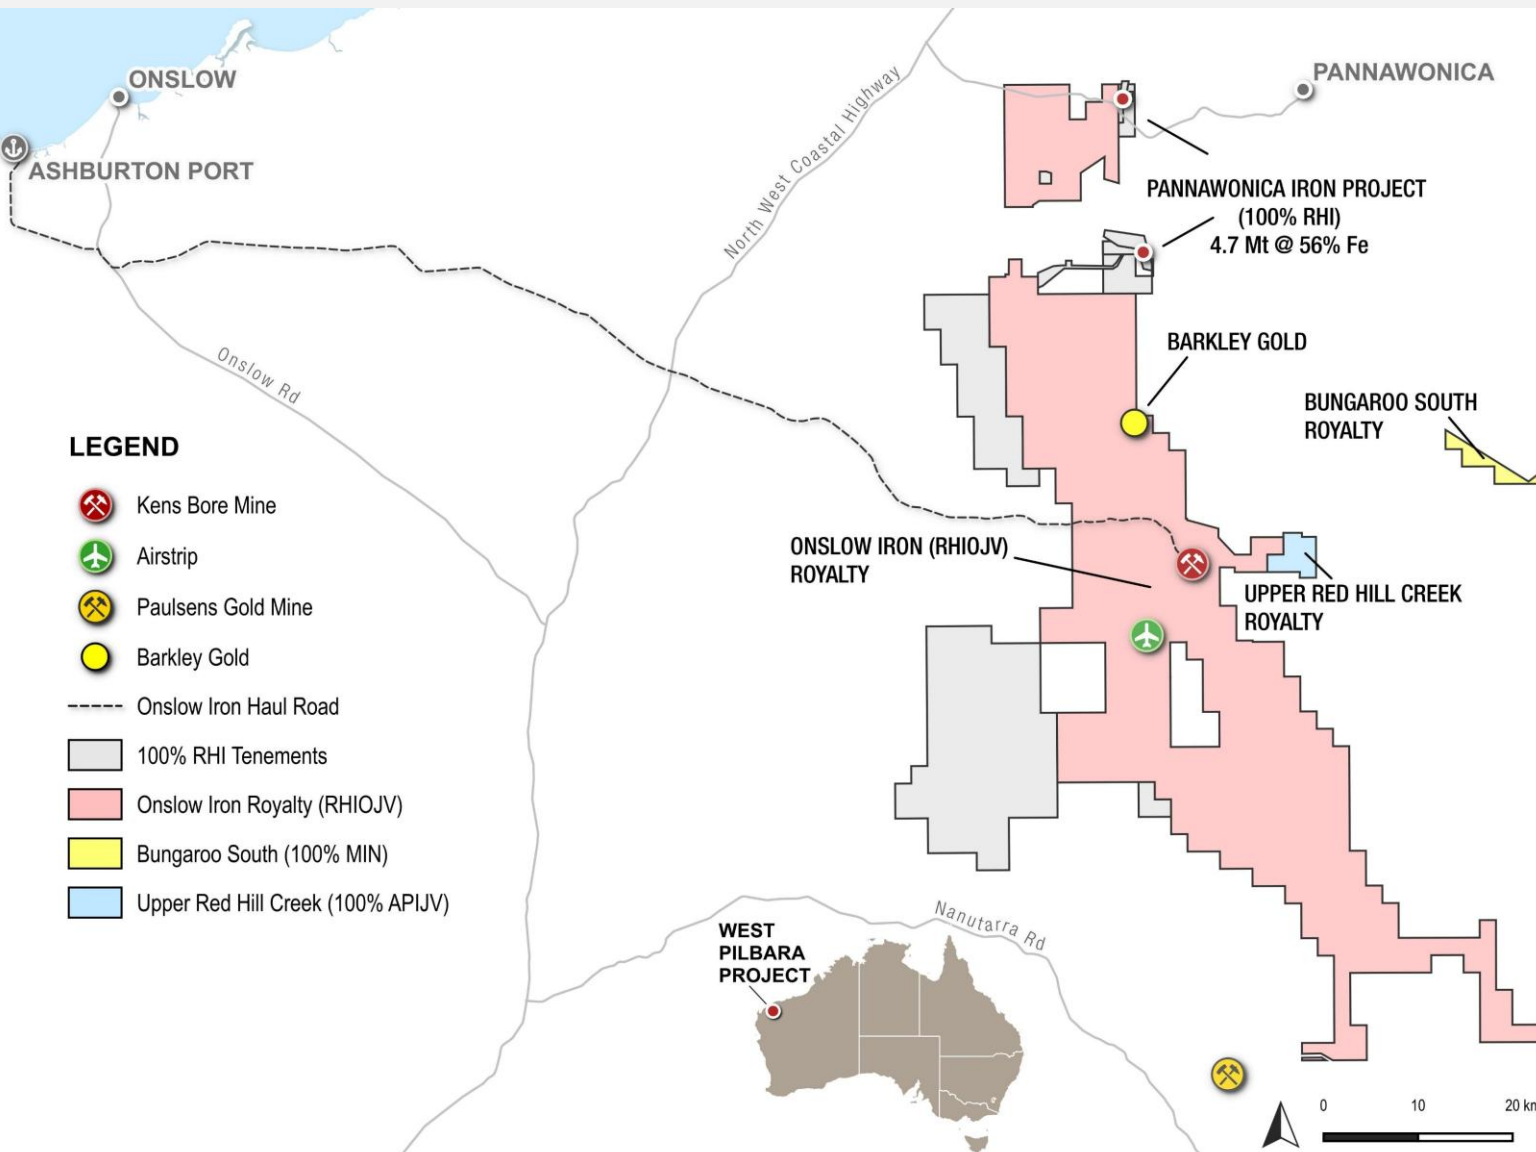 ONSLOW
ASHBURTON PORT
North West Coastal Highway
PANNAWONICA
PANNAWONICA IRON PROJECT
(100% RHI)
4.7 Mt @ 56% Fe
BARKLEY GOLD
BUNGAROO SOUTH
ROYALTY
Onslow Rd
ONSLOW IRON (RHIOJV)
ROYALTY
UPPER RED HILL CREEK
ROYALTY
LEGEND
Kens Bore Mine
Airstrip
Paulsens Gold Mine
Barkley Gold
Onslow Iron Haul Road
100% RHI Tenements
Onslow Iron Royalty (RHIOJV)
Bungaroo South (100% MIN)
Upper Red Hill Creek (100% APIJV)
Nanutarra Rd
WEST
PILBARA
PROJECT
0 10 20 km